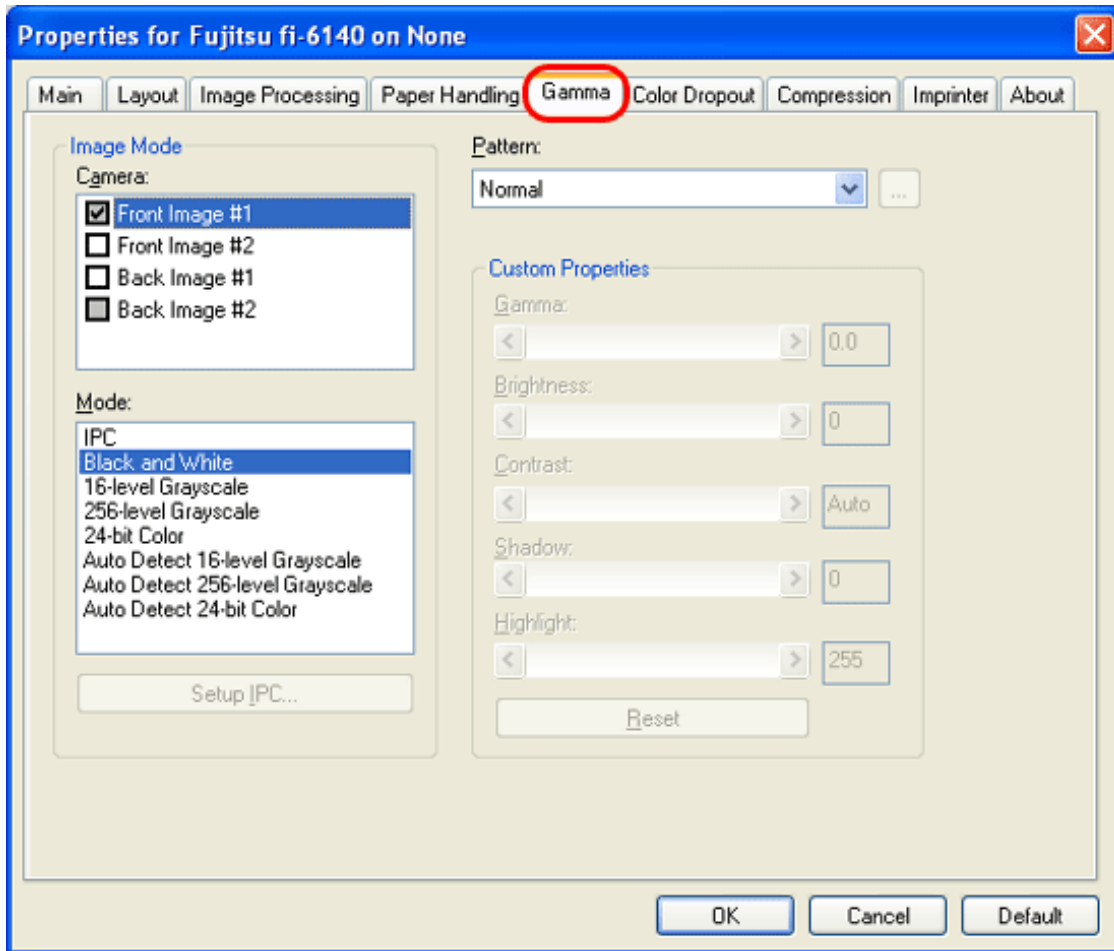 Properties for Fujitsu fi-6140 on None
Main Layout Image Processing Paper Handling Gamma Color Dropout Compression Imprinter About
Image Mode
Camera:
Front Image #1
Front Image #2
Back Image #1
Back Image #2
Mode:
IPC
Black and White
16-level Grayscale
256-level Grayscale
24-bit Color
Auto Detect 16-level Grayscale
Auto Detect 256-level Grayscale
Auto Detect 24-bit Color
Setup IPC...
Pattern:
Normal
...
Custom Properties
Gamma:
0.0
Brightness:
0
Contrast:
Auto
Shadow:
0
Highlight:
255
Reset
OK Cancel Default